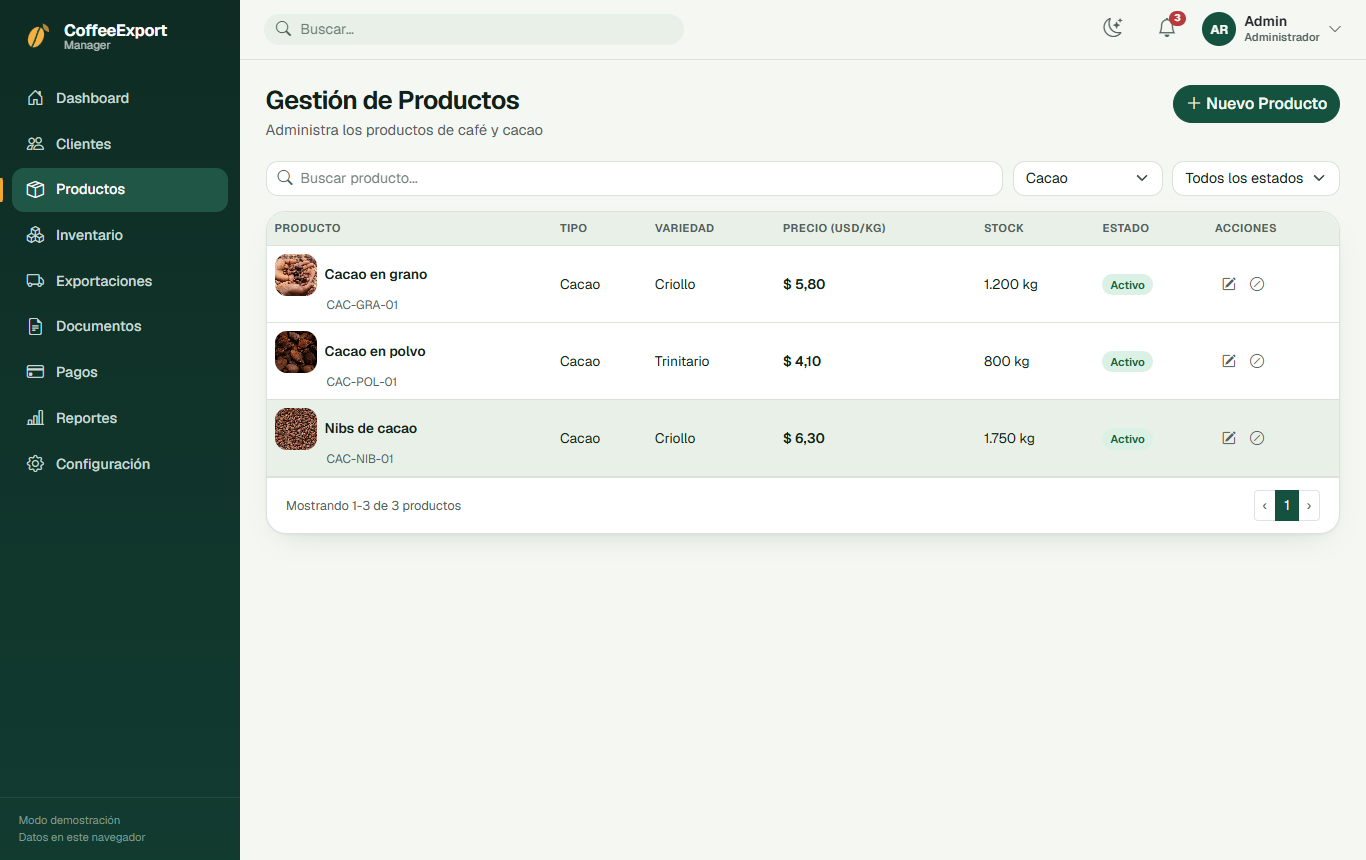 CoffeeExport
Manager
Dashboard
Clientes
Productos
Inventario
Exportaciones
Documentos
Pagos
Reportes
Configuración
Modo demostración
Datos en este navegador
Buscar...
3
AR
Admin
Administrador
Gestión de Productos
Administra los productos de café y cacao
+ Nuevo Producto
Buscar producto...
Cacao
Todos los estados
PRODUCTO TIPO VARIEDAD PRECIO (USD/KG) STOCK ESTADO ACCIONES
Cacao en grano
CAC-GRA-01
Cacao Criollo $ 5,80 1.200 kg Activo
Cacao en polvo
CAC-POL-01
Cacao Trinitario $ 4,10 800 kg Activo
Nibs de cacao
CAC-NIB-01
Cacao Criollo $ 6,30 1.750 kg Activo
Mostrando 1-3 de 3 productos
‹ 1 ›